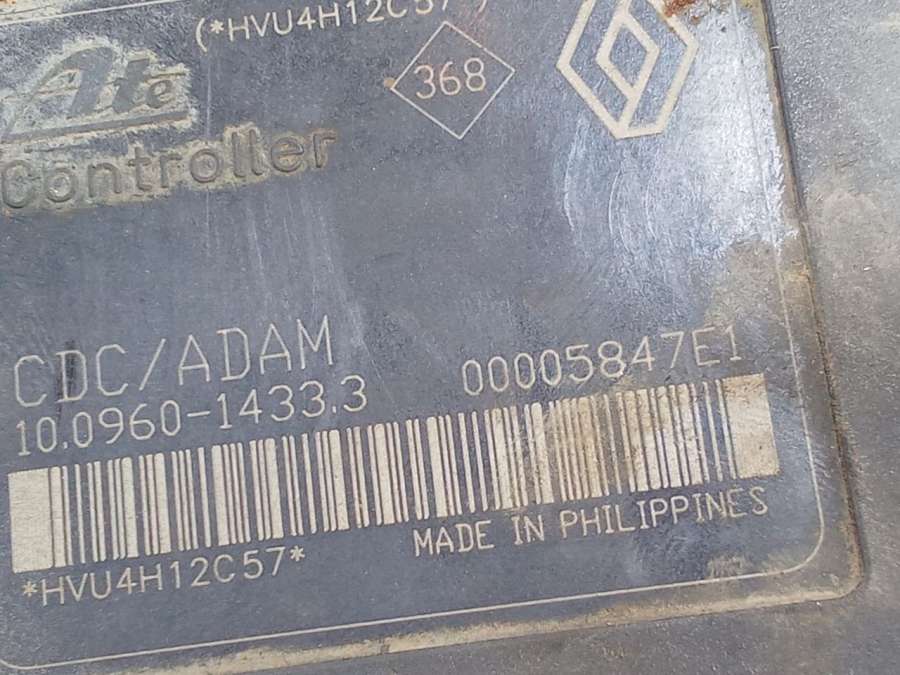 (*HVU4H12C57*)
368
Ate
Controller
CDC/ADAM
10.0960-1433.3
00005847E1
MADE IN PHILIPPINES
*HVU4H12C57*